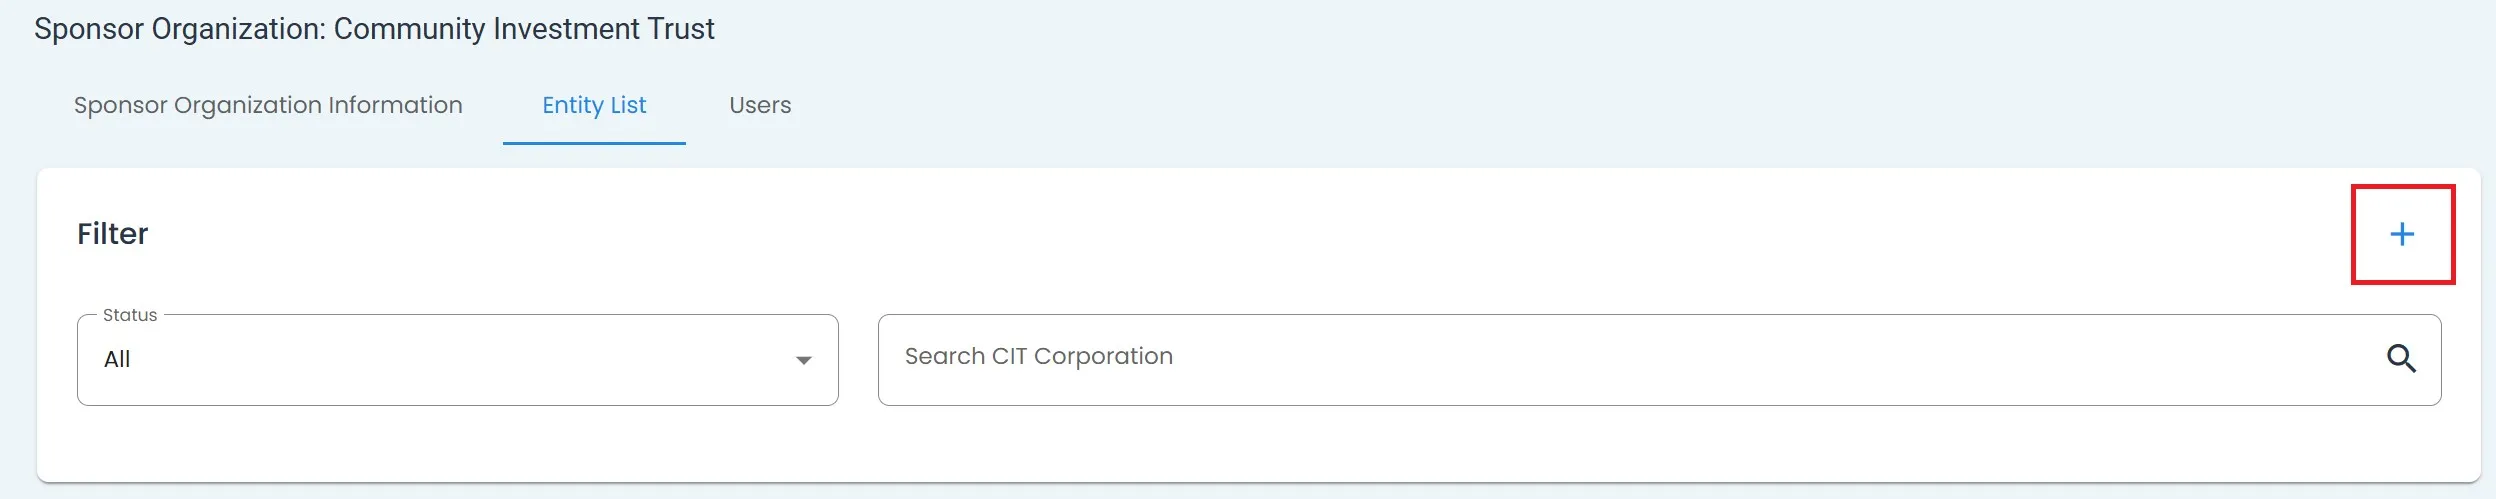 Sponsor Organization: Community Investment Trust
Sponsor Organization Information Entity List Users
Filter
Status
All
Search CIT Corporation